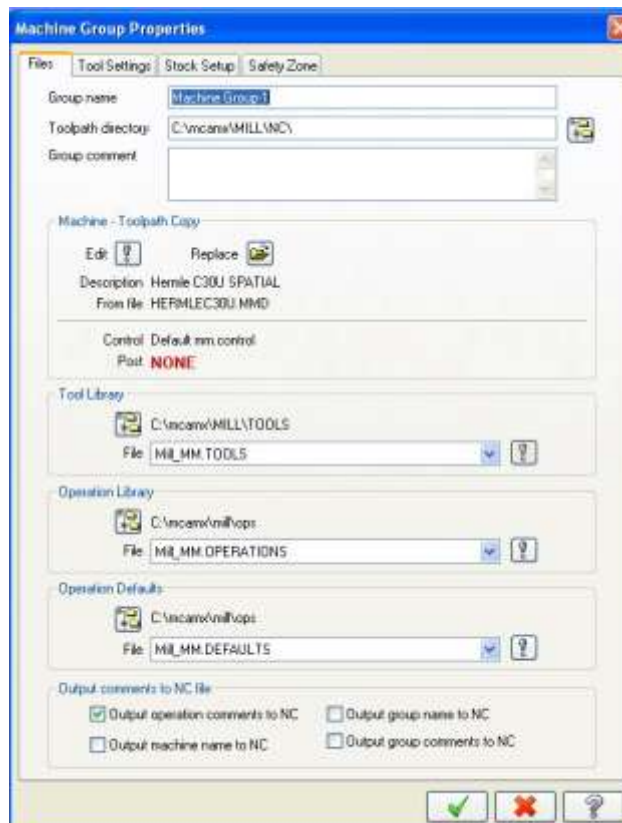 Machine Group Properties
Files Tool Settings Stock Setup Safety Zone
Group name Machine Group-1
Toolpath directory C:\mcamx\MILL\NC\
Group comment
Machine - Toolpath Copy
Edit Replace
Description Hermle C30U SPATIAL
From file HERMLEC30U.MMD
Control Default mm.control
Post NONE
Tool Library
C:\mcamx\MILL\TOOLS
File Mill_MM.TOOLS
Operation Library
C:\mcamx\mill\ops
File Mill_MM.OPERATIONS
Operation Defaults
C:\mcamx\mill\ops
File Mill_MM.DEFAULTS
Output comments to NC file
Output operation comments to NC Output group name to NC
Output machine name to NC Output group comments to NC